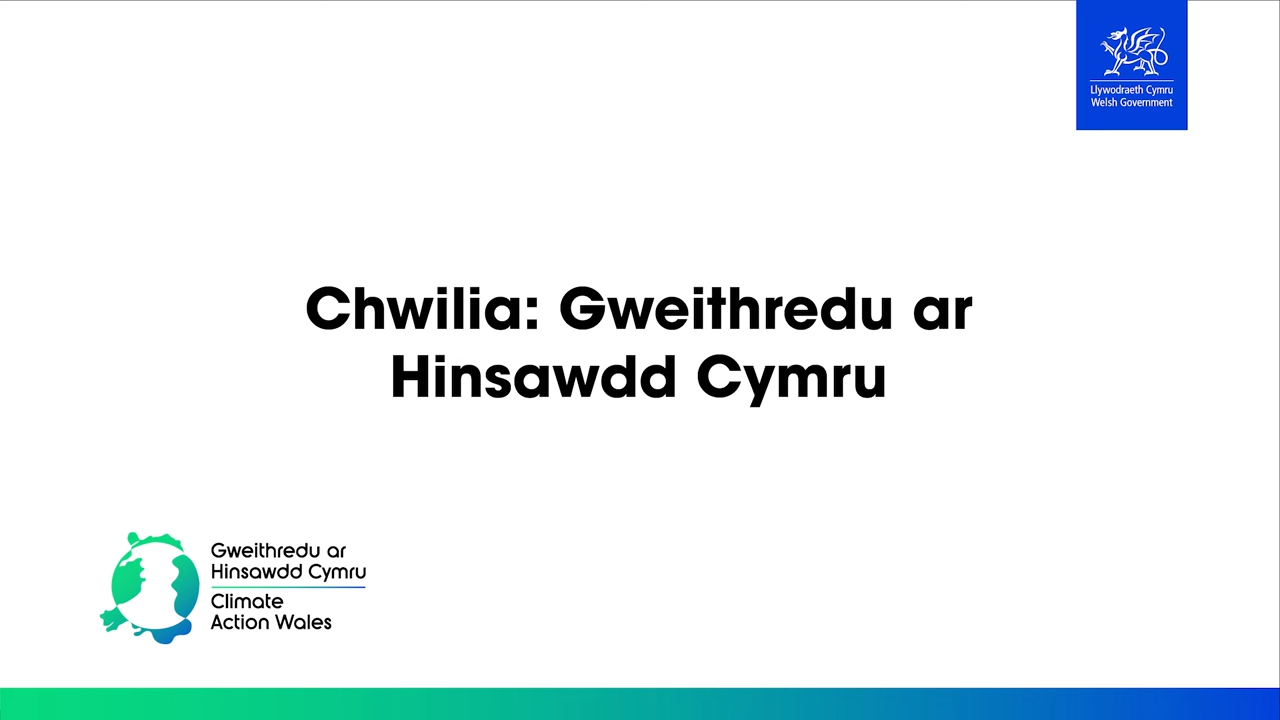 Llywodraeth Cymru
Welsh Government
Chwilia: Gweithredu ar
Hinsawdd Cymru
Gweithredu ar
Hinsawdd Cymru
Climate
Action Wales